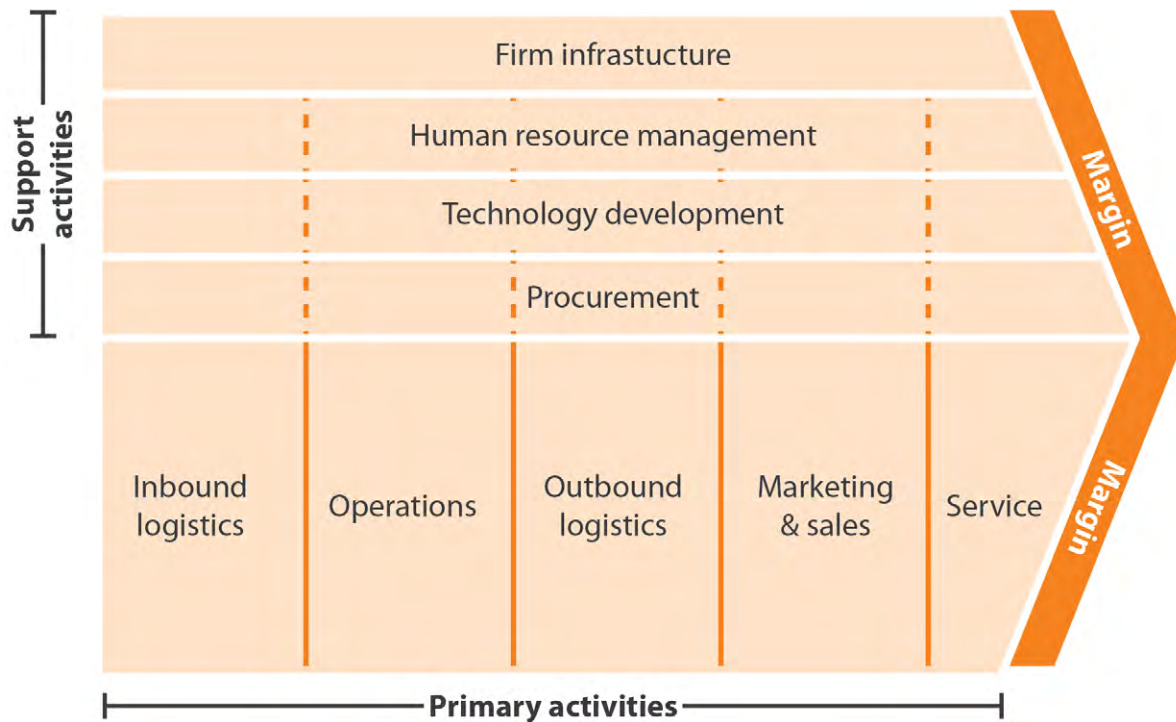 Support
activities
Firm infrastucture
Human resource management
Technology development
Procurement
Margin
Inbound
logistics
Operations
Outbound
logistics
Marketing
& sales
Service
Margin
Primary activities